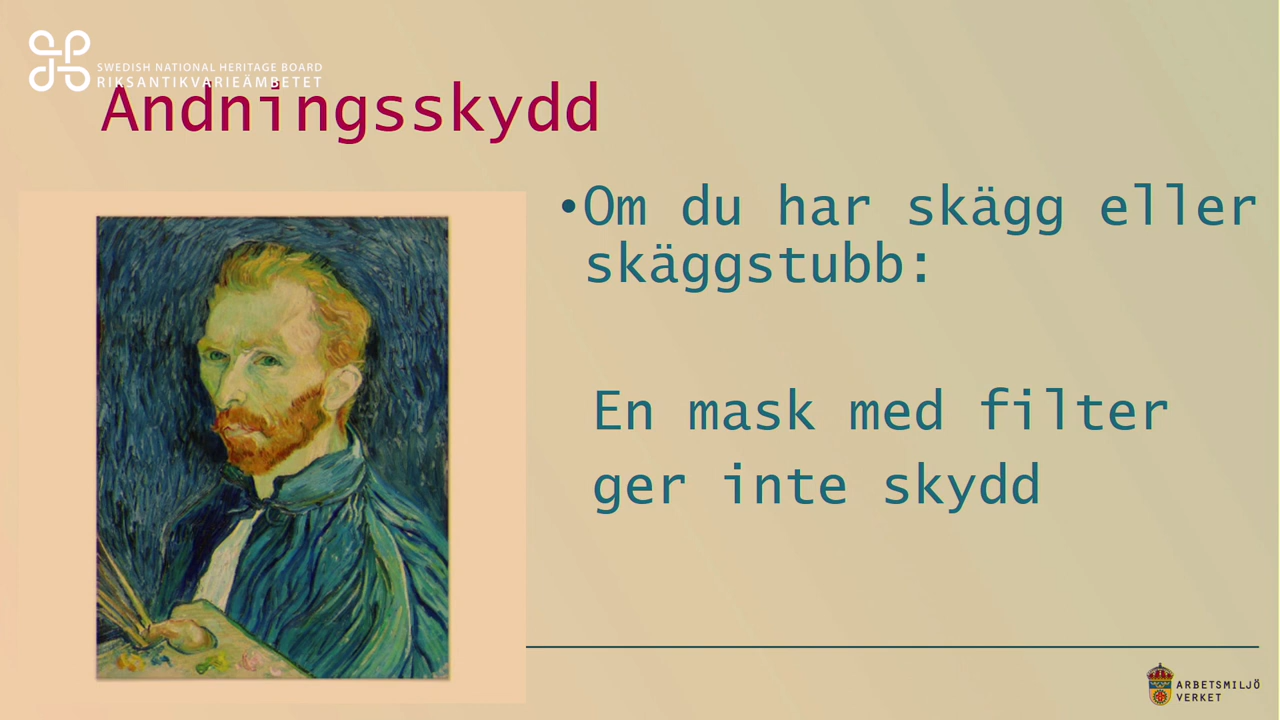 SWEDISH NATIONAL HERITAGE BOARD
RIKSANTIKVARIEÄMBETET
Andningsskydd
•Om du har skägg eller
skäggstubb:
En mask med filter
ger inte skydd
ARBETSMILJÖ
VERKET